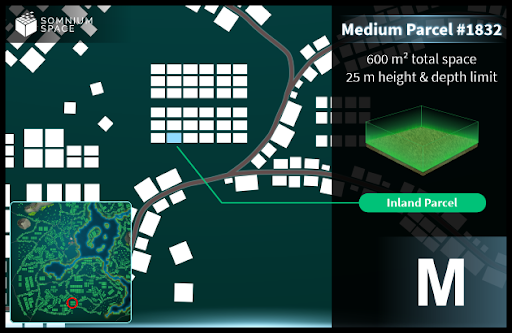 SOMNIUM
SPACE
Medium Parcel #1832
600 m² total space
25 m height & depth limit
Inland Parcel
M